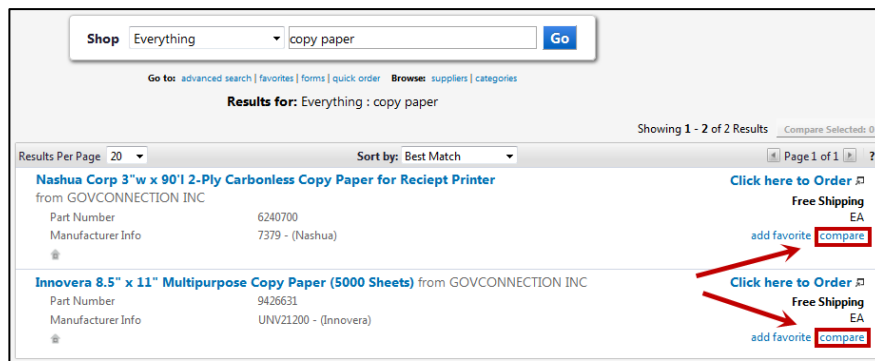 Shop Everything copy paper Go
Go to: advanced search | favorites | forms | quick order Browse: suppliers | categories
Results for: Everything : copy paper
Showing 1 - 2 of 2 Results Compare Selected: 0
Results Per Page 20 Sort by: Best Match Page 1 of 1 ?
Nashua Corp 3"w x 90'l 2-Ply Carbonless Copy Paper for Reciept Printer Click here to Order
from GOVCONNECTION INC Free Shipping
Part Number 6240700 EA
Manufacturer Info 7379 - (Nashua) add favorite compare
Innovera 8.5" x 11" Multipurpose Copy Paper (5000 Sheets) from GOVCONNECTION INC Click here to Order
Part Number 9426631 Free Shipping
Manufacturer Info UNV21200 - (Innovera) EA
add favorite compare